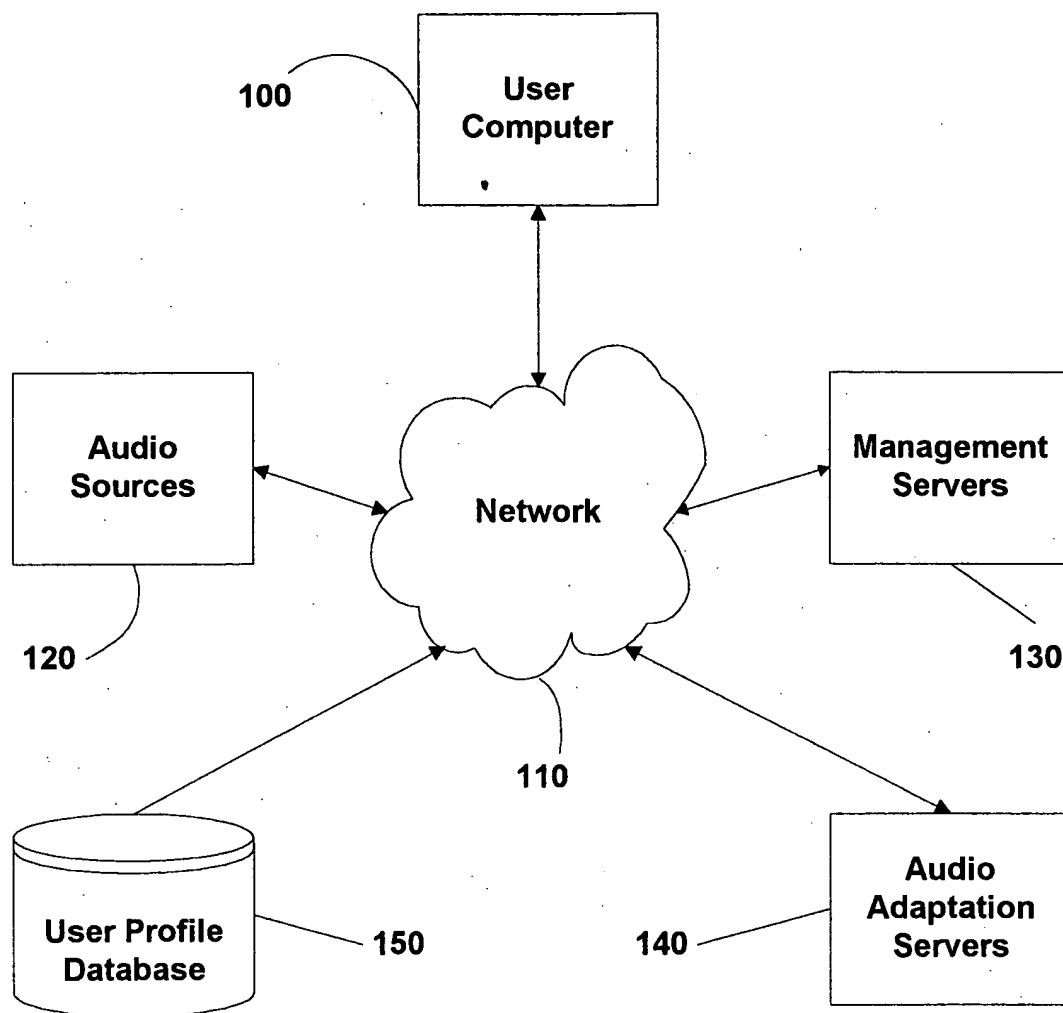 100
User
Computer
Audio
Sources
Network
Management
Servers
120
130
110
User Profile
Database
150
140
Audio
Adaptation
Servers